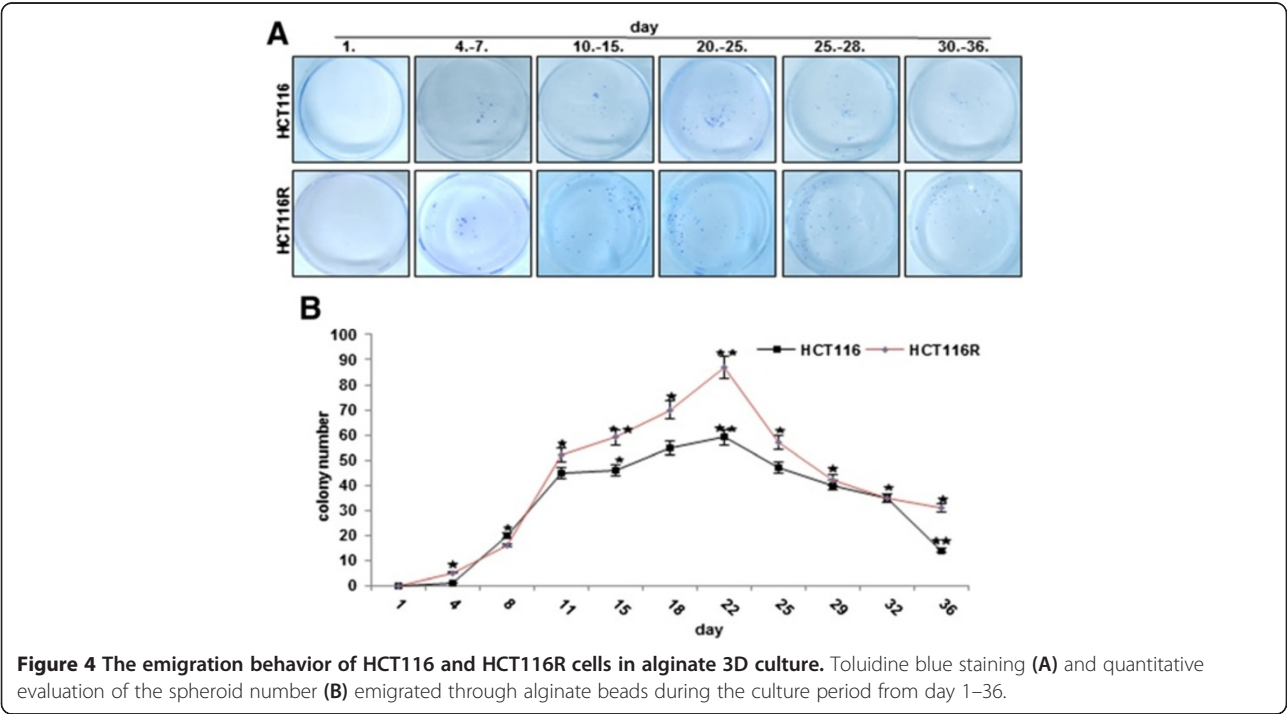 A
day
1. 4.-7. 10.-15. 20.-25. 25.-28. 30.-36.
HCT116
HCT116R
B
100
90
80
70
60
50
40
30
20
10
0
colony number
HCT116 HCT116R
1 4 8 11 15 18 22 25 29 32 36
day
Figure 4 The emigration behavior of HCT116 and HCT116R cells in alginate 3D culture. Toluidine blue staining (A) and quantitative
evaluation of the spheroid number (B) emigrated through alginate beads during the culture period from day 1–36.